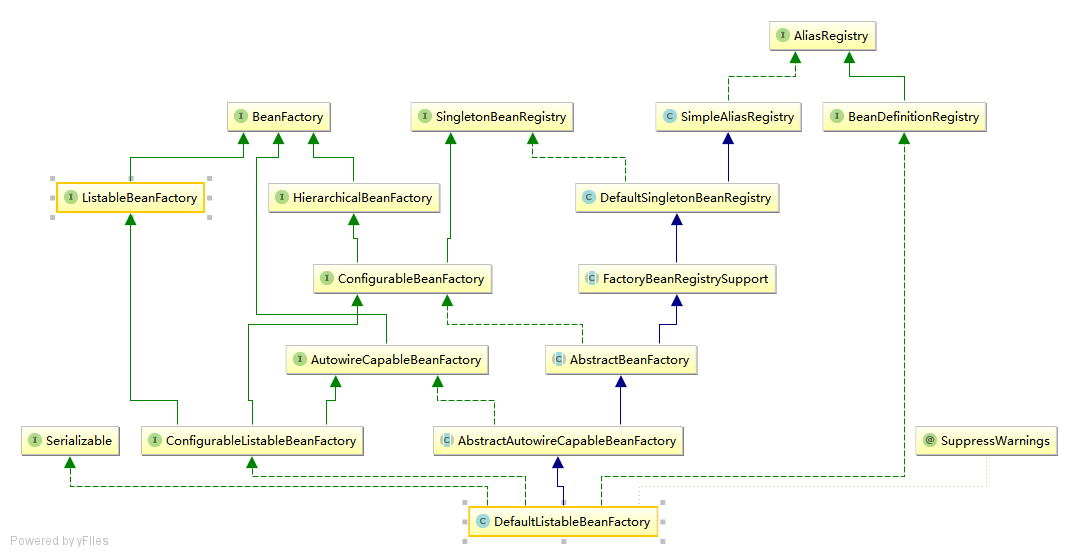 I AliasRegistry
I BeanFactory
I SingletonBeanRegistry
C SimpleAliasRegistry
I BeanDefinitionRegistry
I ListableBeanFactory
I HierarchicalBeanFactory
C DefaultSingletonBeanRegistry
I ConfigurableBeanFactory
C FactoryBeanRegistrySupport
I AutowireCapableBeanFactory
C AbstractBeanFactory
I Serializable
I ConfigurableListableBeanFactory
C AbstractAutowireCapableBeanFactory
@ SuppressWarnings
C DefaultListableBeanFactory
Powered by yFiles